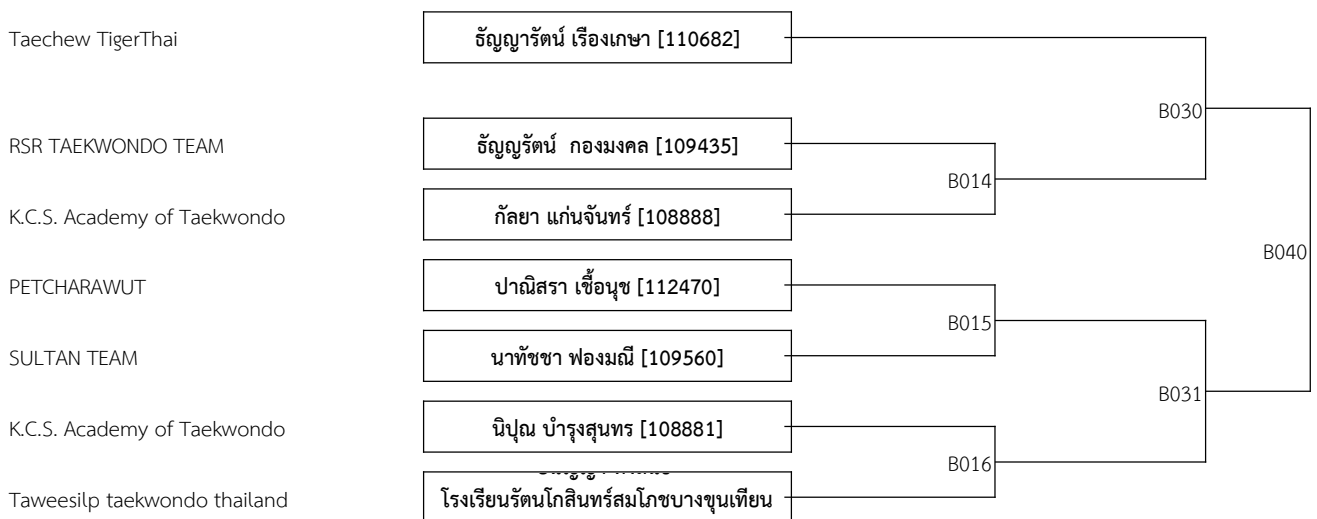 Taechew TigerThai ธัญญารัตน์ เรืองเกษา [110682]
B030
RSR TAEKWONDO TEAM ธัญญรัตน์ กองมงคล [109435]
B014
K.C.S. Academy of Taekwondo กัลยา แก่นจันทร์ [108888]
B040
PETCHARAWUT ปาณิสรา เชื้อนุช [112470]
B015
SULTAN TEAM นาทัชชา ฟองมณี [109560]
B031
K.C.S. Academy of Taekwondo นิปุณ บำรุงสุนทร [108881]
B016
Taweesilp taekwondo thailand โรงเรียนรัตนโกสินทร์สมโภชบางขุนเทียน